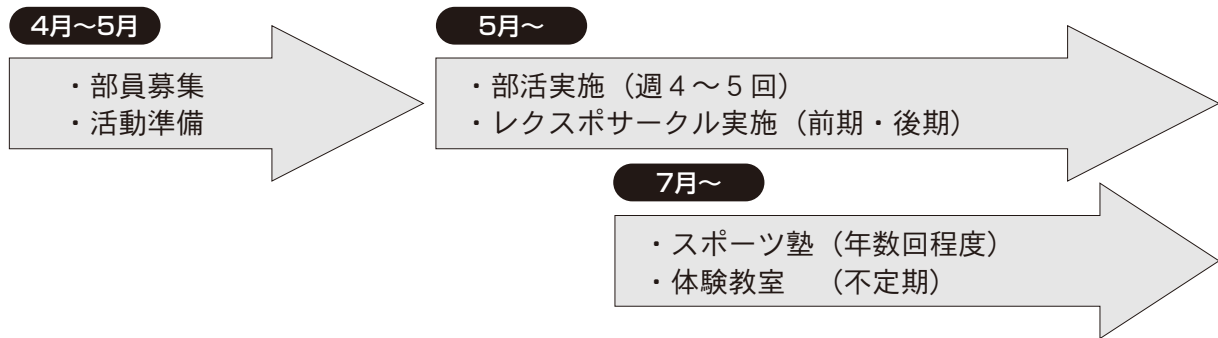 4月～5月
・部員募集
・活動準備
5月～
・部活実施（週４～５回）
・レクスポサークル実施（前期・後期）
7月～
・スポーツ塾（年数回程度）
・体験教室　（不定期）